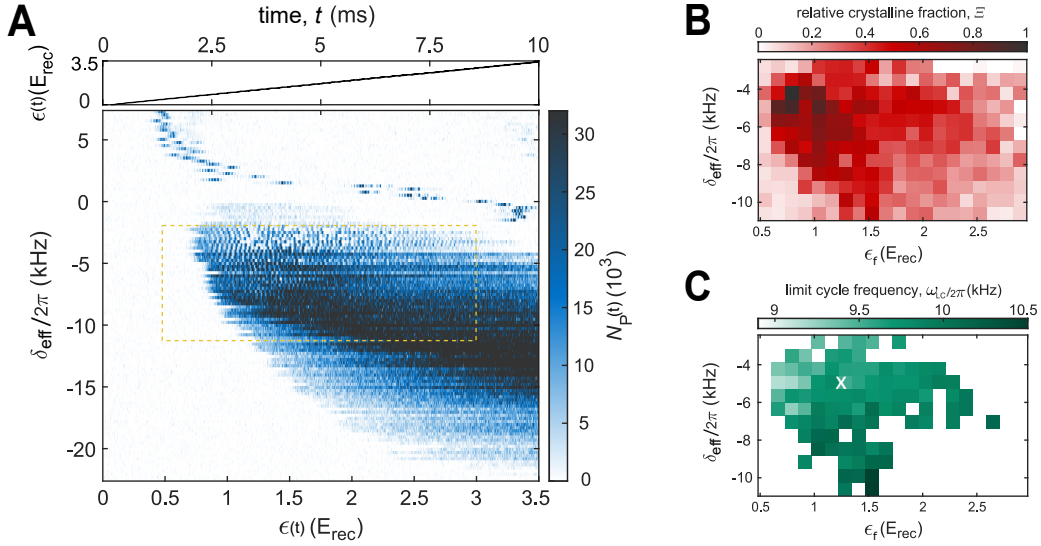 A
time, t (ms)
0 2.5 5 7.5 10
ϵ(t)(E_rec)
3.5
0
δ_eff/2π (kHz)
5
0
-5
-10
-15
-20
0 0.5 1 1.5 2 2.5 3 3.5
ϵ(t) (E_rec)
30
25
20
15
10
5
0
N_P(t) (10^3)
B
relative crystalline fraction, Ξ
0 0.2 0.4 0.6 0.8 1
δ_eff/2π (kHz)
-4
-6
-8
-10
0.5 1 1.5 2 2.5
ϵ_f (E_rec)
C
limit cycle frequency, ω_LC/2π(kHz)
9 9.5 10 10.5
δ_eff/2π (kHz)
-4
-6
-8
-10
X
0.5 1 1.5 2 2.5
ϵ_f (E_rec)